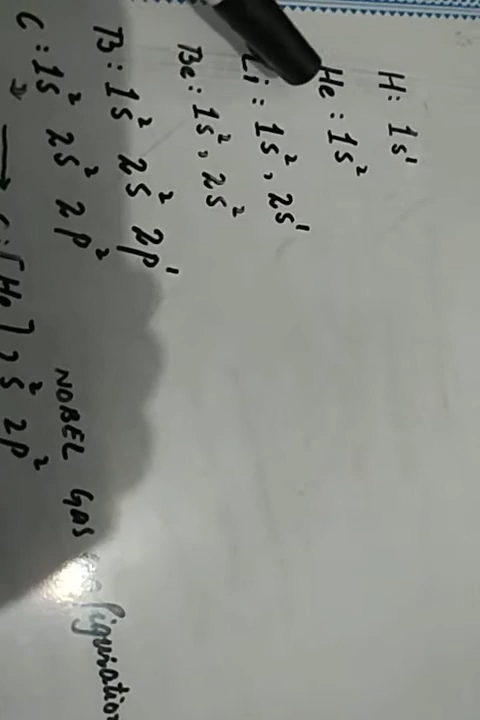 H: 1s¹
He: 1s²
Li: 1s², 2s¹
Be: 1s², 2s²
B: 1s² 2s² 2p¹
C: 1s² 2s² 2p²
NOBEL GAS configuration
→ C: [He] 2s² 2p²